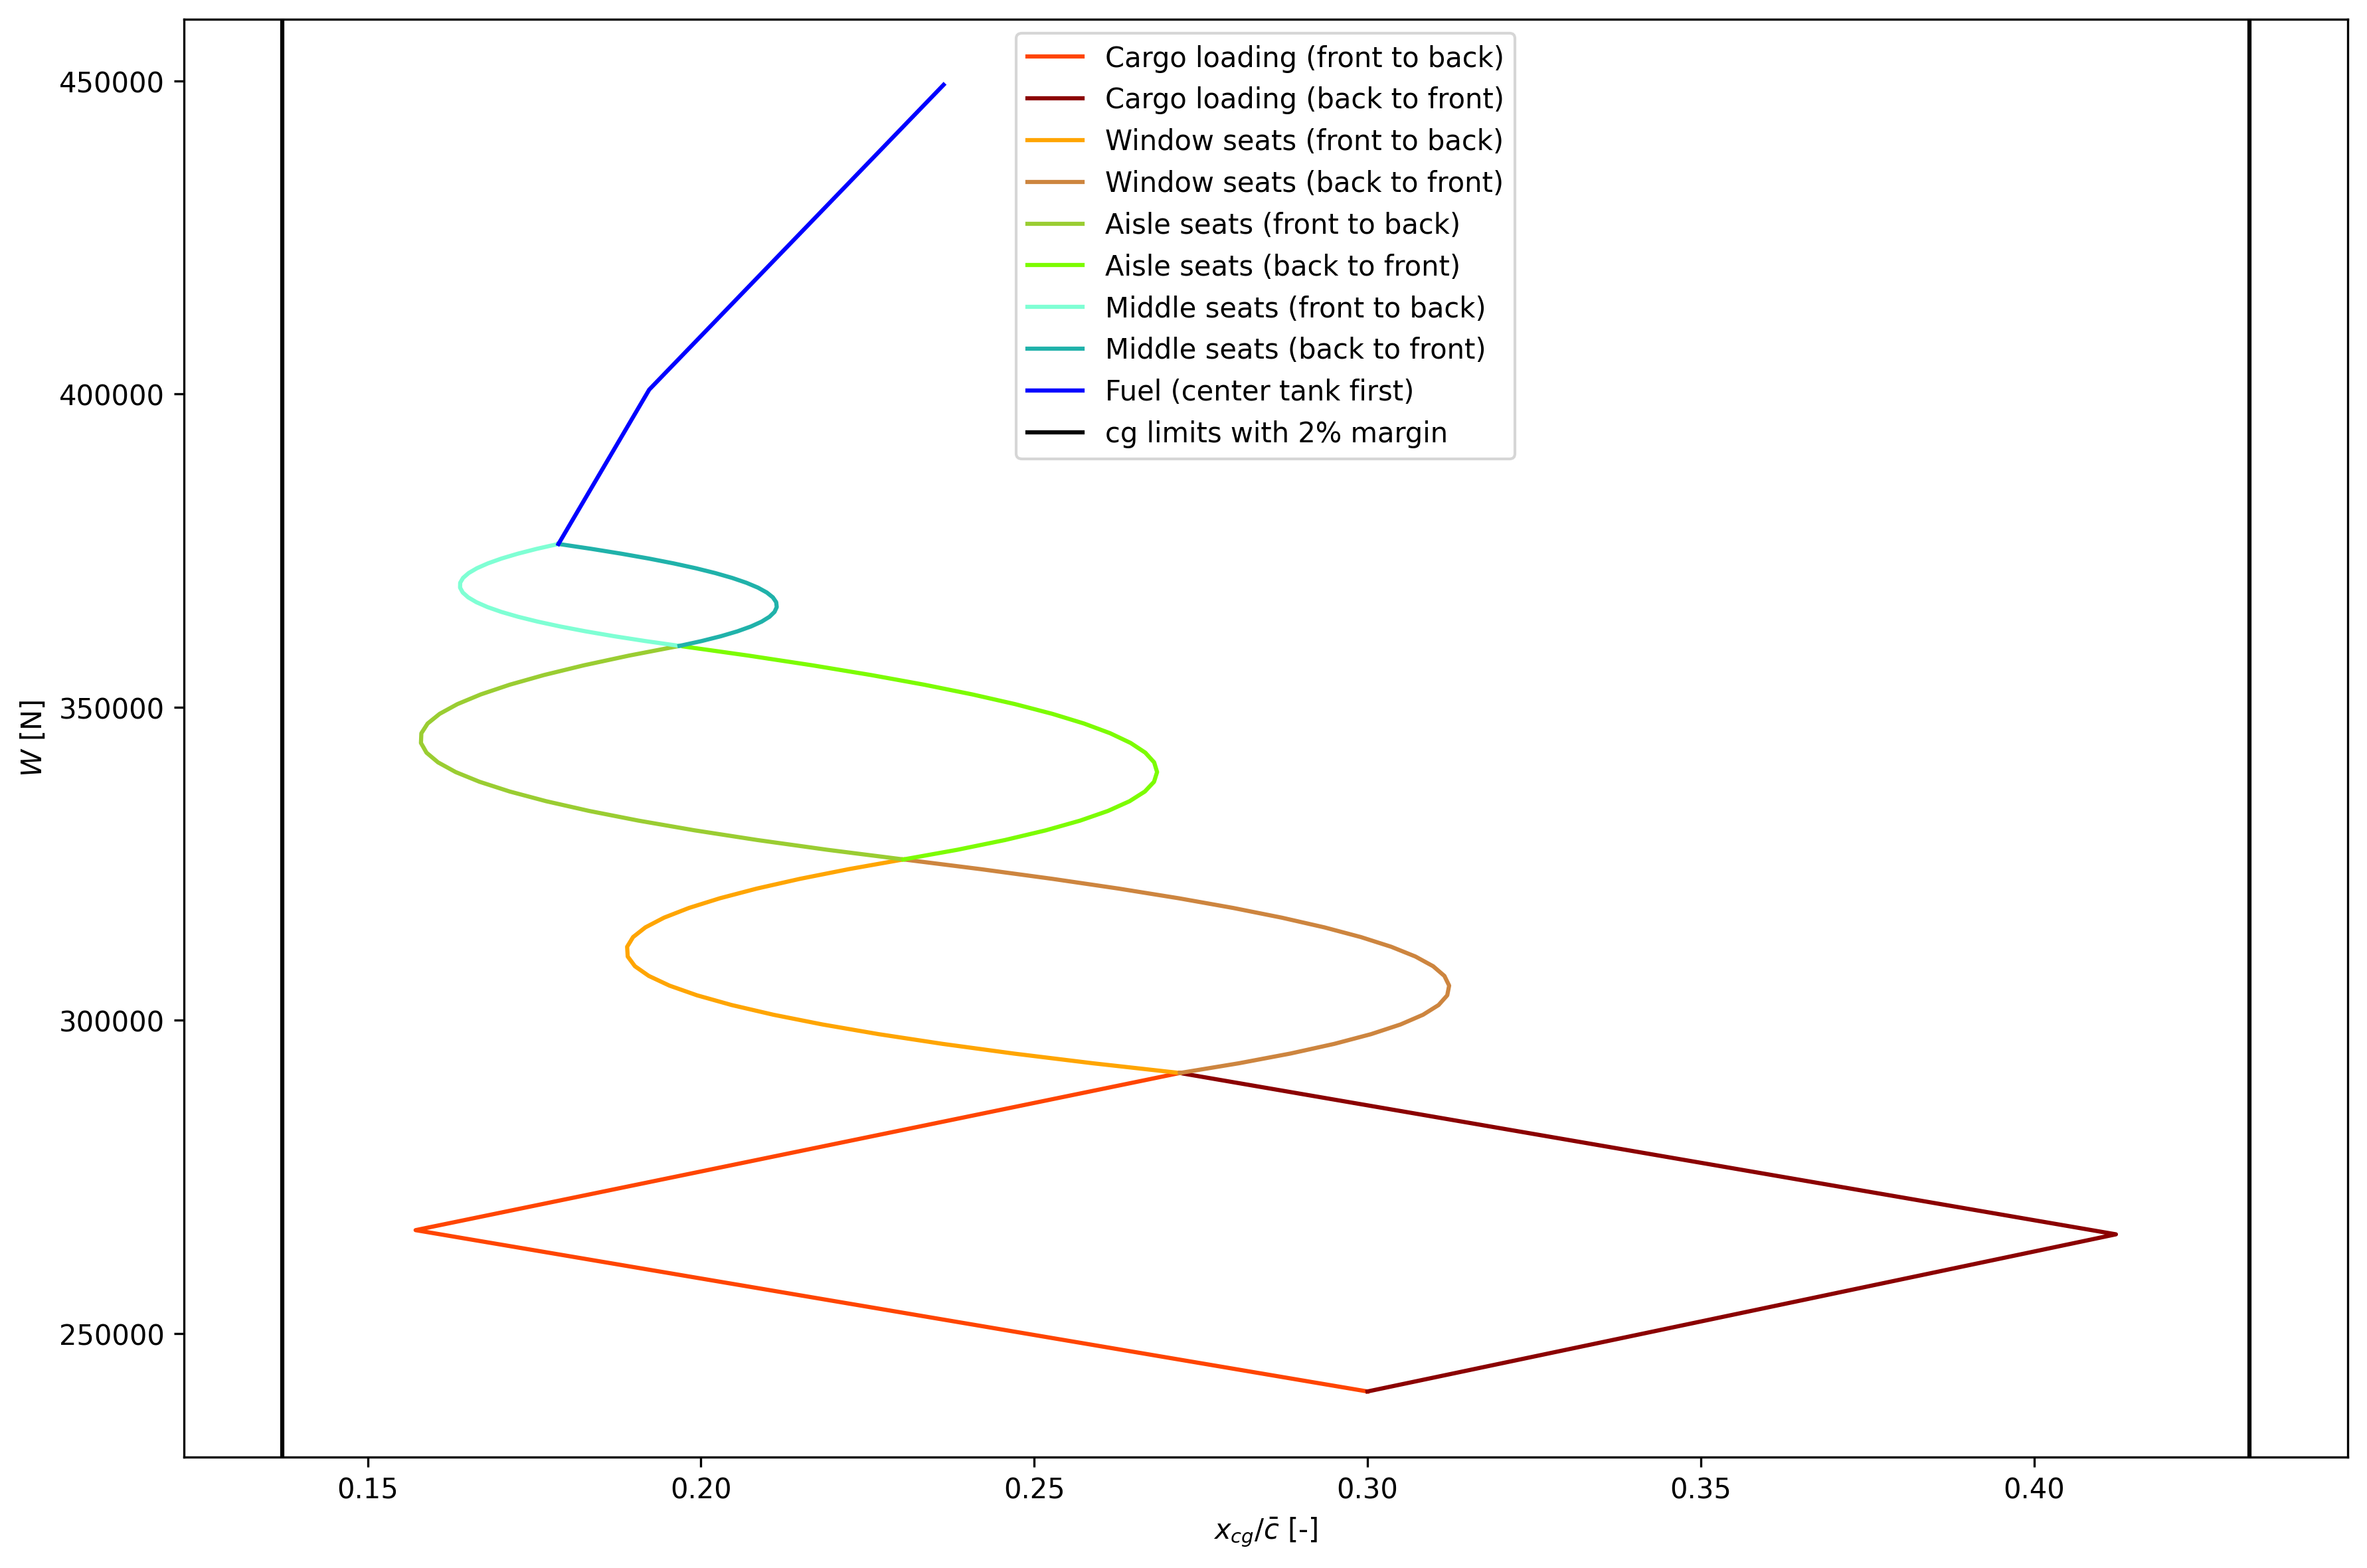 450000
400000
350000
300000
250000
W [N]
Cargo loading (front to back)
Cargo loading (back to front)
Window seats (front to back)
Window seats (back to front)
Aisle seats (front to back)
Aisle seats (back to front)
Middle seats (front to back)
Middle seats (back to front)
Fuel (center tank first)
cg limits with 2% margin
0.15 0.20 0.25 0.30 0.35 0.40
x_{cg}/c̄ [-]